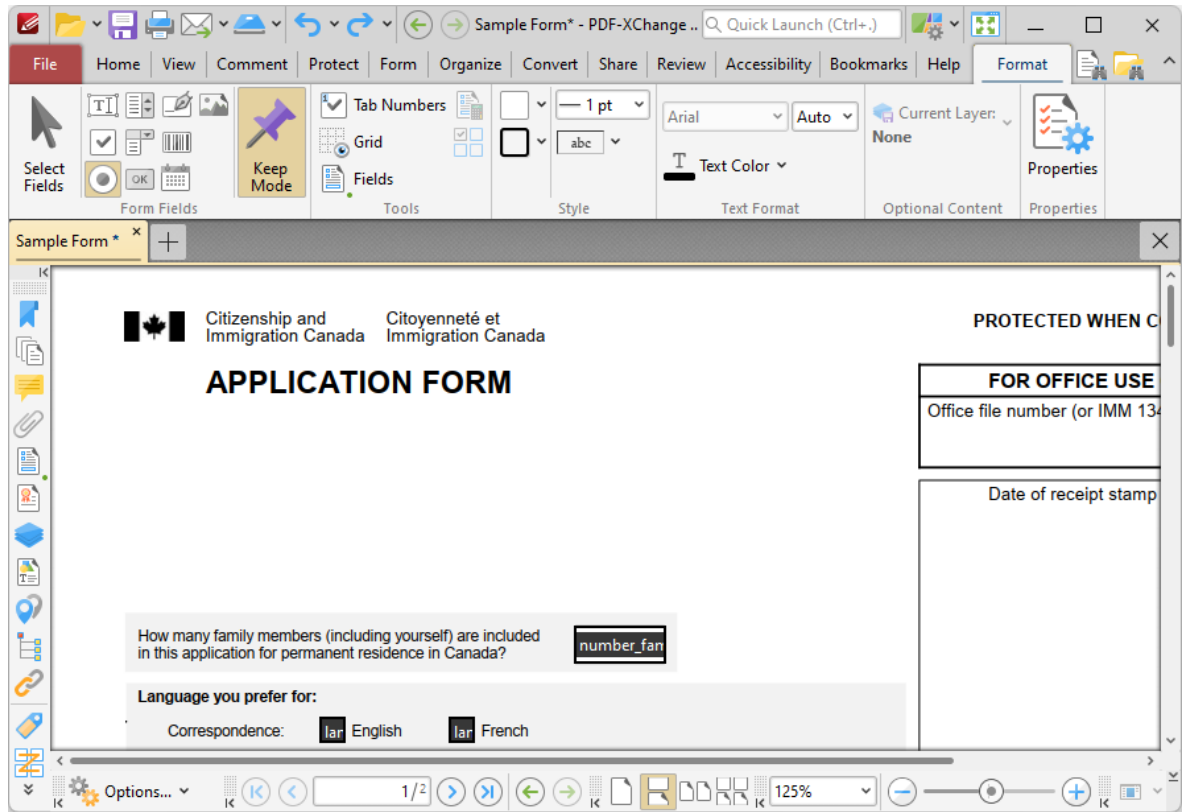 Sample Form* - PDF-XChange ..
Quick Launch (Ctrl+.)
File Home View Comment Protect Form Organize Convert Share Review Accessibility Bookmarks Help Format
Select Fields
OK
Keep Mode
Form Fields
Tab Numbers
Grid
Fields
Tools
1 pt
abc
Style
Arial
Auto
Text Color
Text Format
Current Layer:
None
Optional Content
Properties
Properties
Sample Form *
Citizenship and Immigration Canada
Citoyenneté et Immigration Canada
PROTECTED WHEN C
APPLICATION FORM
FOR OFFICE USE
Office file number (or IMM 134
Date of receipt stamp
How many family members (including yourself) are included
in this application for permanent residence in Canada?
number_fam
Language you prefer for:
Correspondence: lar English lar French
Options...
1/2
125%